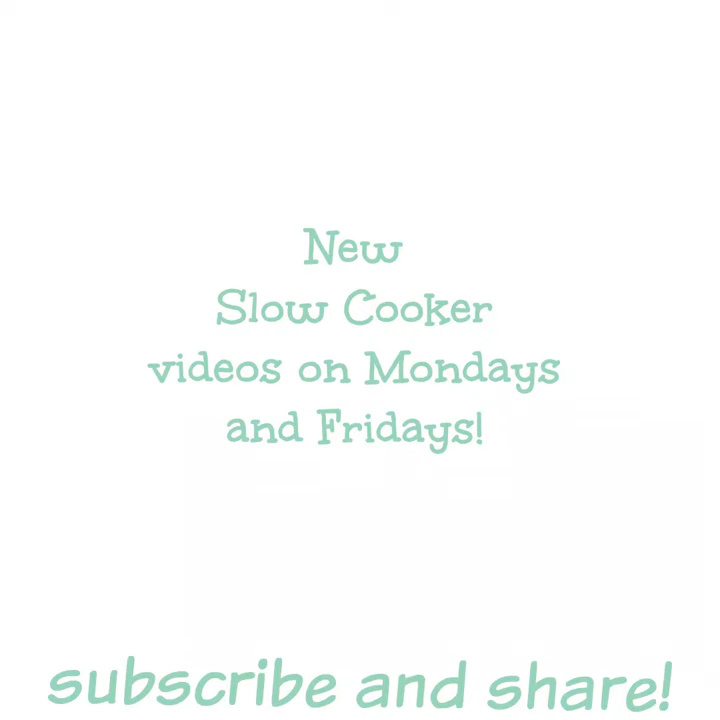 New
Slow Cooker
videos on Mondays
and Fridays!
subscribe and share!